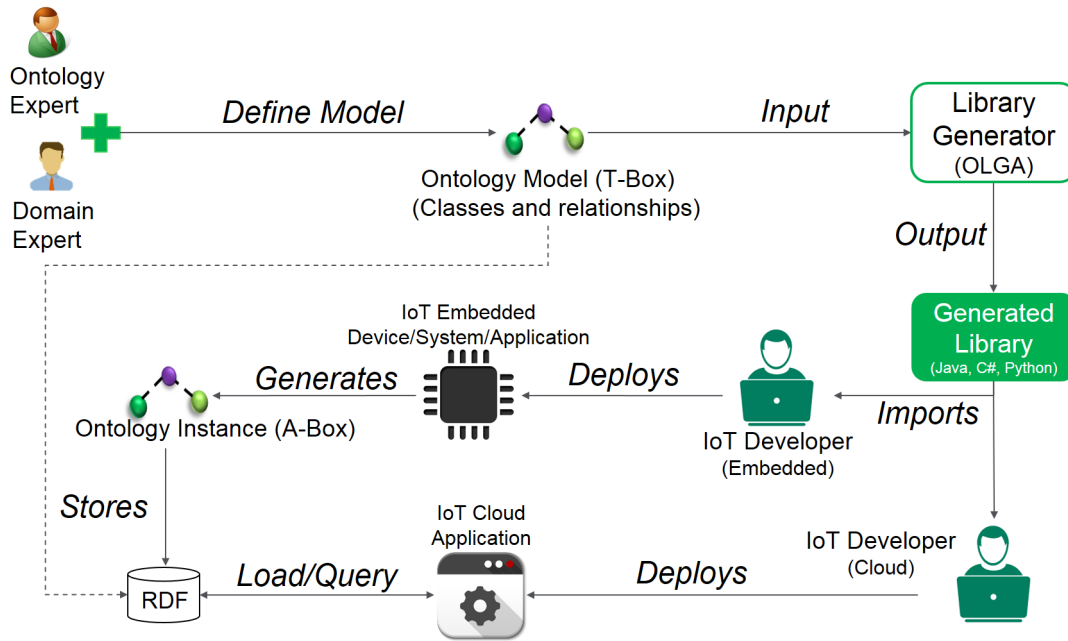 Ontology
Expert
Define Model
Input
Library
Generator
(OLGA)
Ontology Model (T-Box)
(Classes and relationships)
Domain
Expert
Output
IoT Embedded
Device/System/Application
Generated
Library
(Java, C#, Python)
Generates
Deploys
Imports
Ontology Instance (A-Box)
IoT Developer
(Embedded)
Stores
IoT Cloud
Application
IoT Developer
(Cloud)
Load/Query
Deploys
RDF